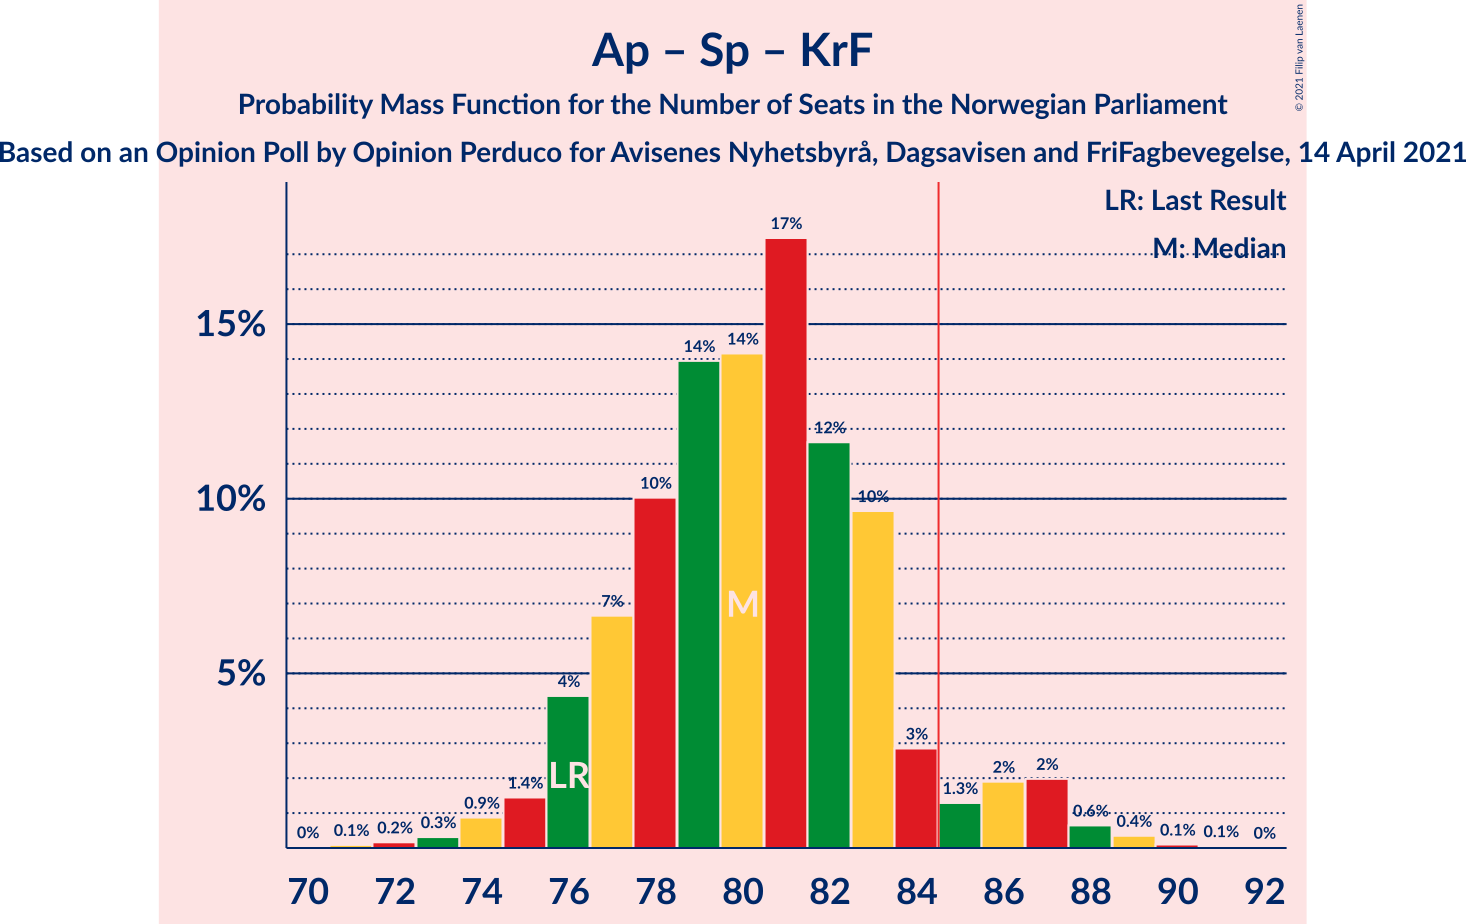 Ap – Sp – KrF
Probability Mass Function for the Number of Seats in the Norwegian Parliament
Based on an Opinion Poll by Opinion Perduco for Avisenes Nyhetsbyrå, Dagsavisen and FriFagbevegelse, 14 April 2021
© 2021 Filip van Laenen
LR: Last Result
M: Median
15%
10%
5%
0%
0.1%
0.2%
0.3%
0.9%
1.4%
4%
7%
10%
14%
14%
17%
12%
10%
3%
1.3%
2%
2%
0.6%
0.4%
0.1%
0.1%
0%
LR
M
70 72 74 76 78 80 82 84 86 88 90 92